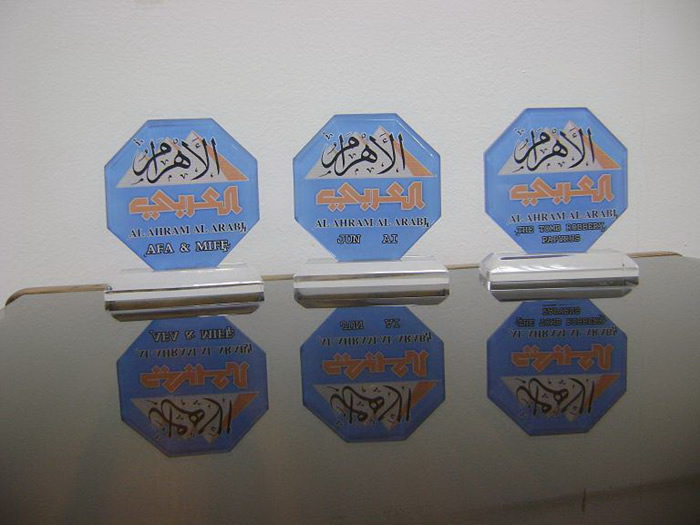 الأهرام
العربي
AL AHRAM AL ARABI
AFA & MIFF
الأهرام
العربي
AL AHRAM AL ARABI
JUN AI
الأهرام
العربي
AL AHRAM AL ARABI
THE TOMB ROBBERY
PAPYRUS